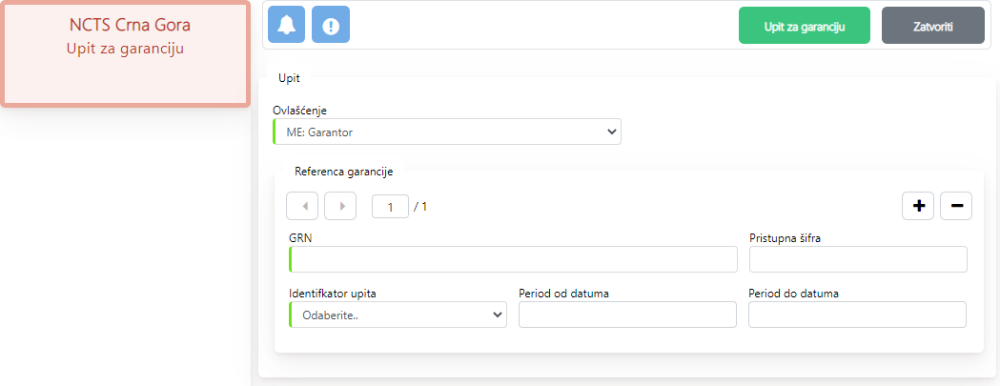 NCTS Crna Gora
Upit za garanciju
Upit za garanciju
Zatvoriti
Upit
Ovlašćenje
ME: Garantor
Referenca garancije
1 / 1
GRN
Pristupna šifra
Identifkator upita
Period od datuma
Period do datuma
Odaberite..